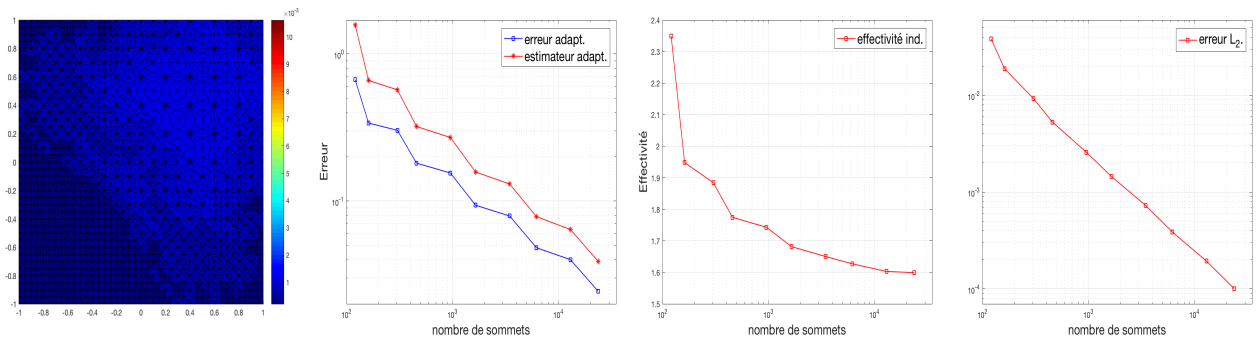 1
0.8
0.6
0.4
0.2
0
-0.2
-0.4
-0.6
-0.8
-1
-1 -0.8 -0.6 -0.4 -0.2 0 0.2 0.4 0.6 0.8 1
×10⁻³
10
9
8
7
6
5
4
3
2
1
Erreur
10⁰
10⁻¹
erreur adapt.
estimateur adapt.
10² 10³ 10⁴
nombre de sommets
Effectivité
2.4
2.3
2.2
2.1
2
1.9
1.8
1.7
1.6
1.5
effectivité ind.
10² 10³ 10⁴
nombre de sommets
10⁻²
10⁻³
10⁻⁴
erreur L₂.
10² 10³ 10⁴
nombre de sommets